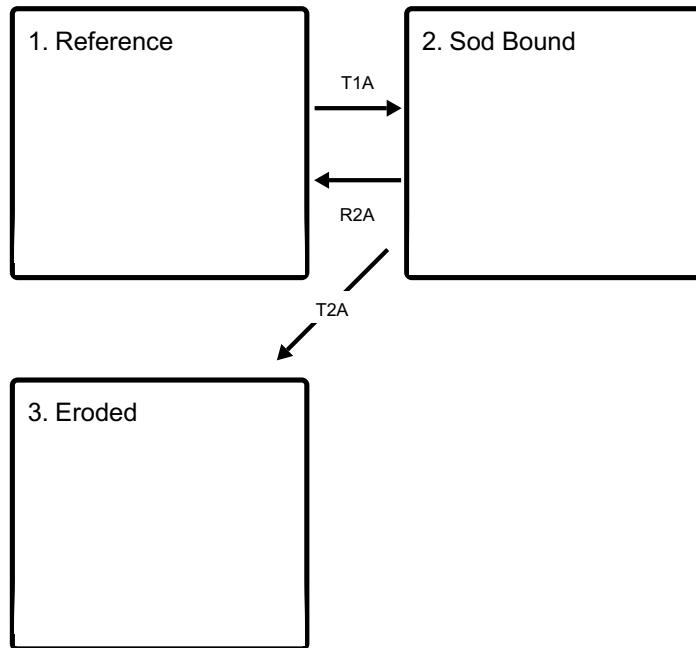 1. Reference
2. Sod Bound
T1A
R2A
T2A
3. Eroded